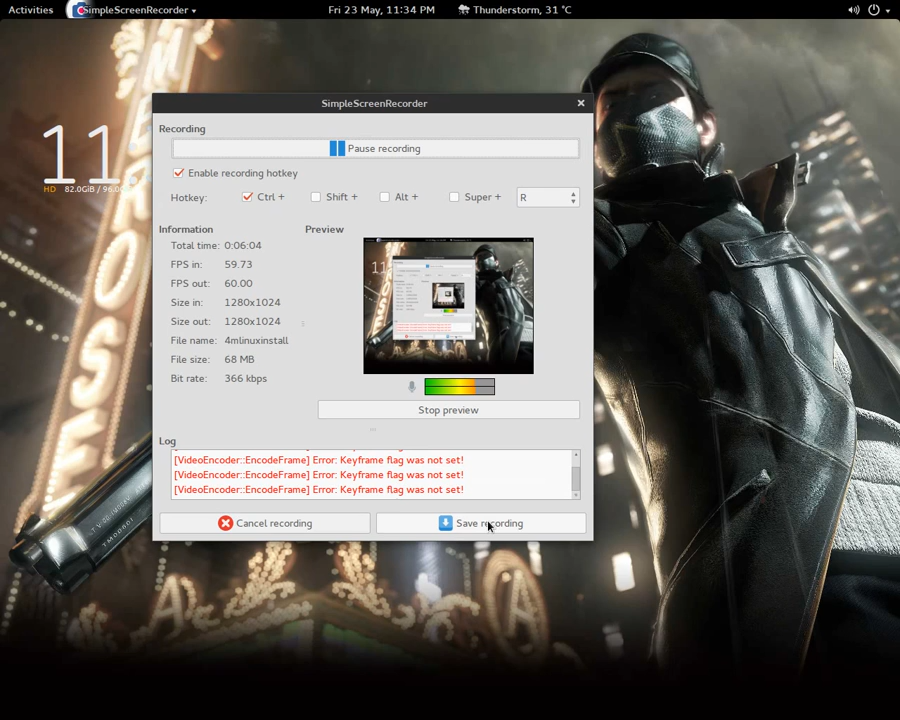 Activities SimpleScreenRecorder Fri 23 May, 11:34 PM Thunderstorm, 31 °C
SimpleScreenRecorder
Recording
Pause recording
Enable recording hotkey
Hotkey: Ctrl + Shift + Alt + Super + R
Information Preview
Total time: 0:06:04
FPS in: 59.73
FPS out: 60.00
Size in: 1280x1024
Size out: 1280x1024
File name: 4mlinuxinstall
File size: 68 MB
Bit rate: 366 kbps
Stop preview
Log
[VideoEncoder::EncodeFrame] Error: Keyframe flag was not set!
[VideoEncoder::EncodeFrame] Error: Keyframe flag was not set!
[VideoEncoder::EncodeFrame] Error: Keyframe flag was not set!
Cancel recording Save recording
11
HD 82.0GiB / 96.